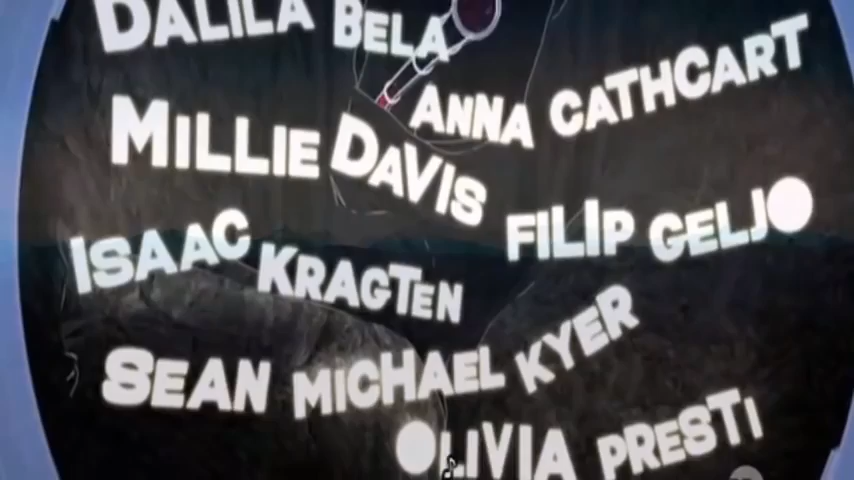 DALILA BELA
ANNA CATHCART
MILLIE DAVIS
FILIP GELJO
ISAAC KRAGTEN
SEAN MICHAEL KYER
OLIVIA PRESTI